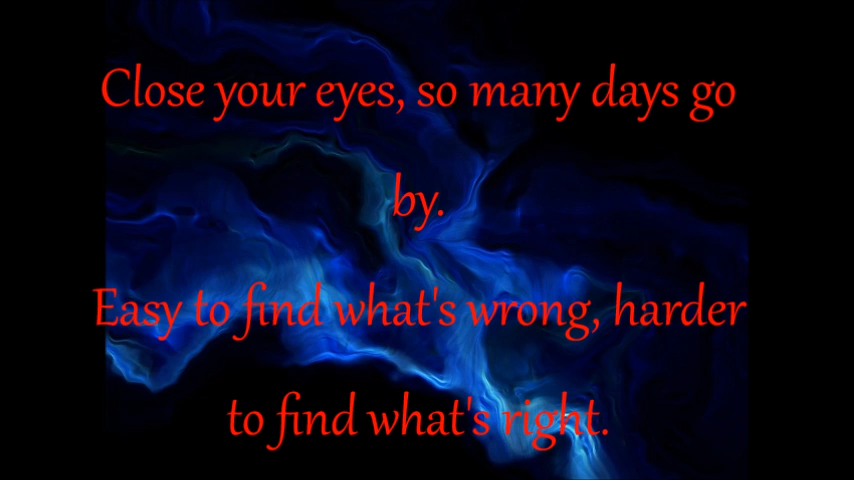 Close your eyes, so many days go
by.
Easy to find what's wrong, harder
to find what's right.